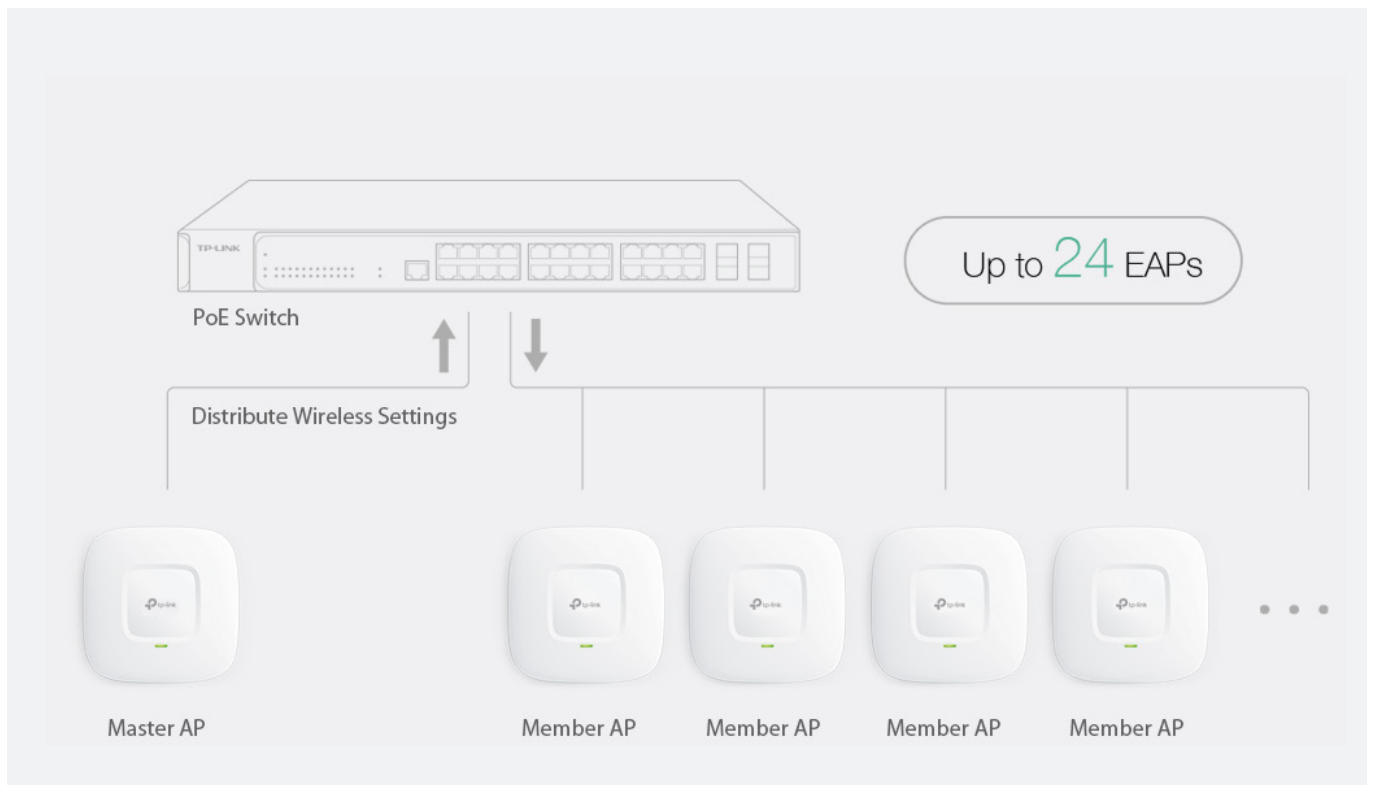 TP-LINK
Up to 24 EAPs
PoE Switch
Distribute Wireless Settings
tp-link
tp-link
tp-link
tp-link
tp-link
Master AP
Member AP
Member AP
Member AP
Member AP